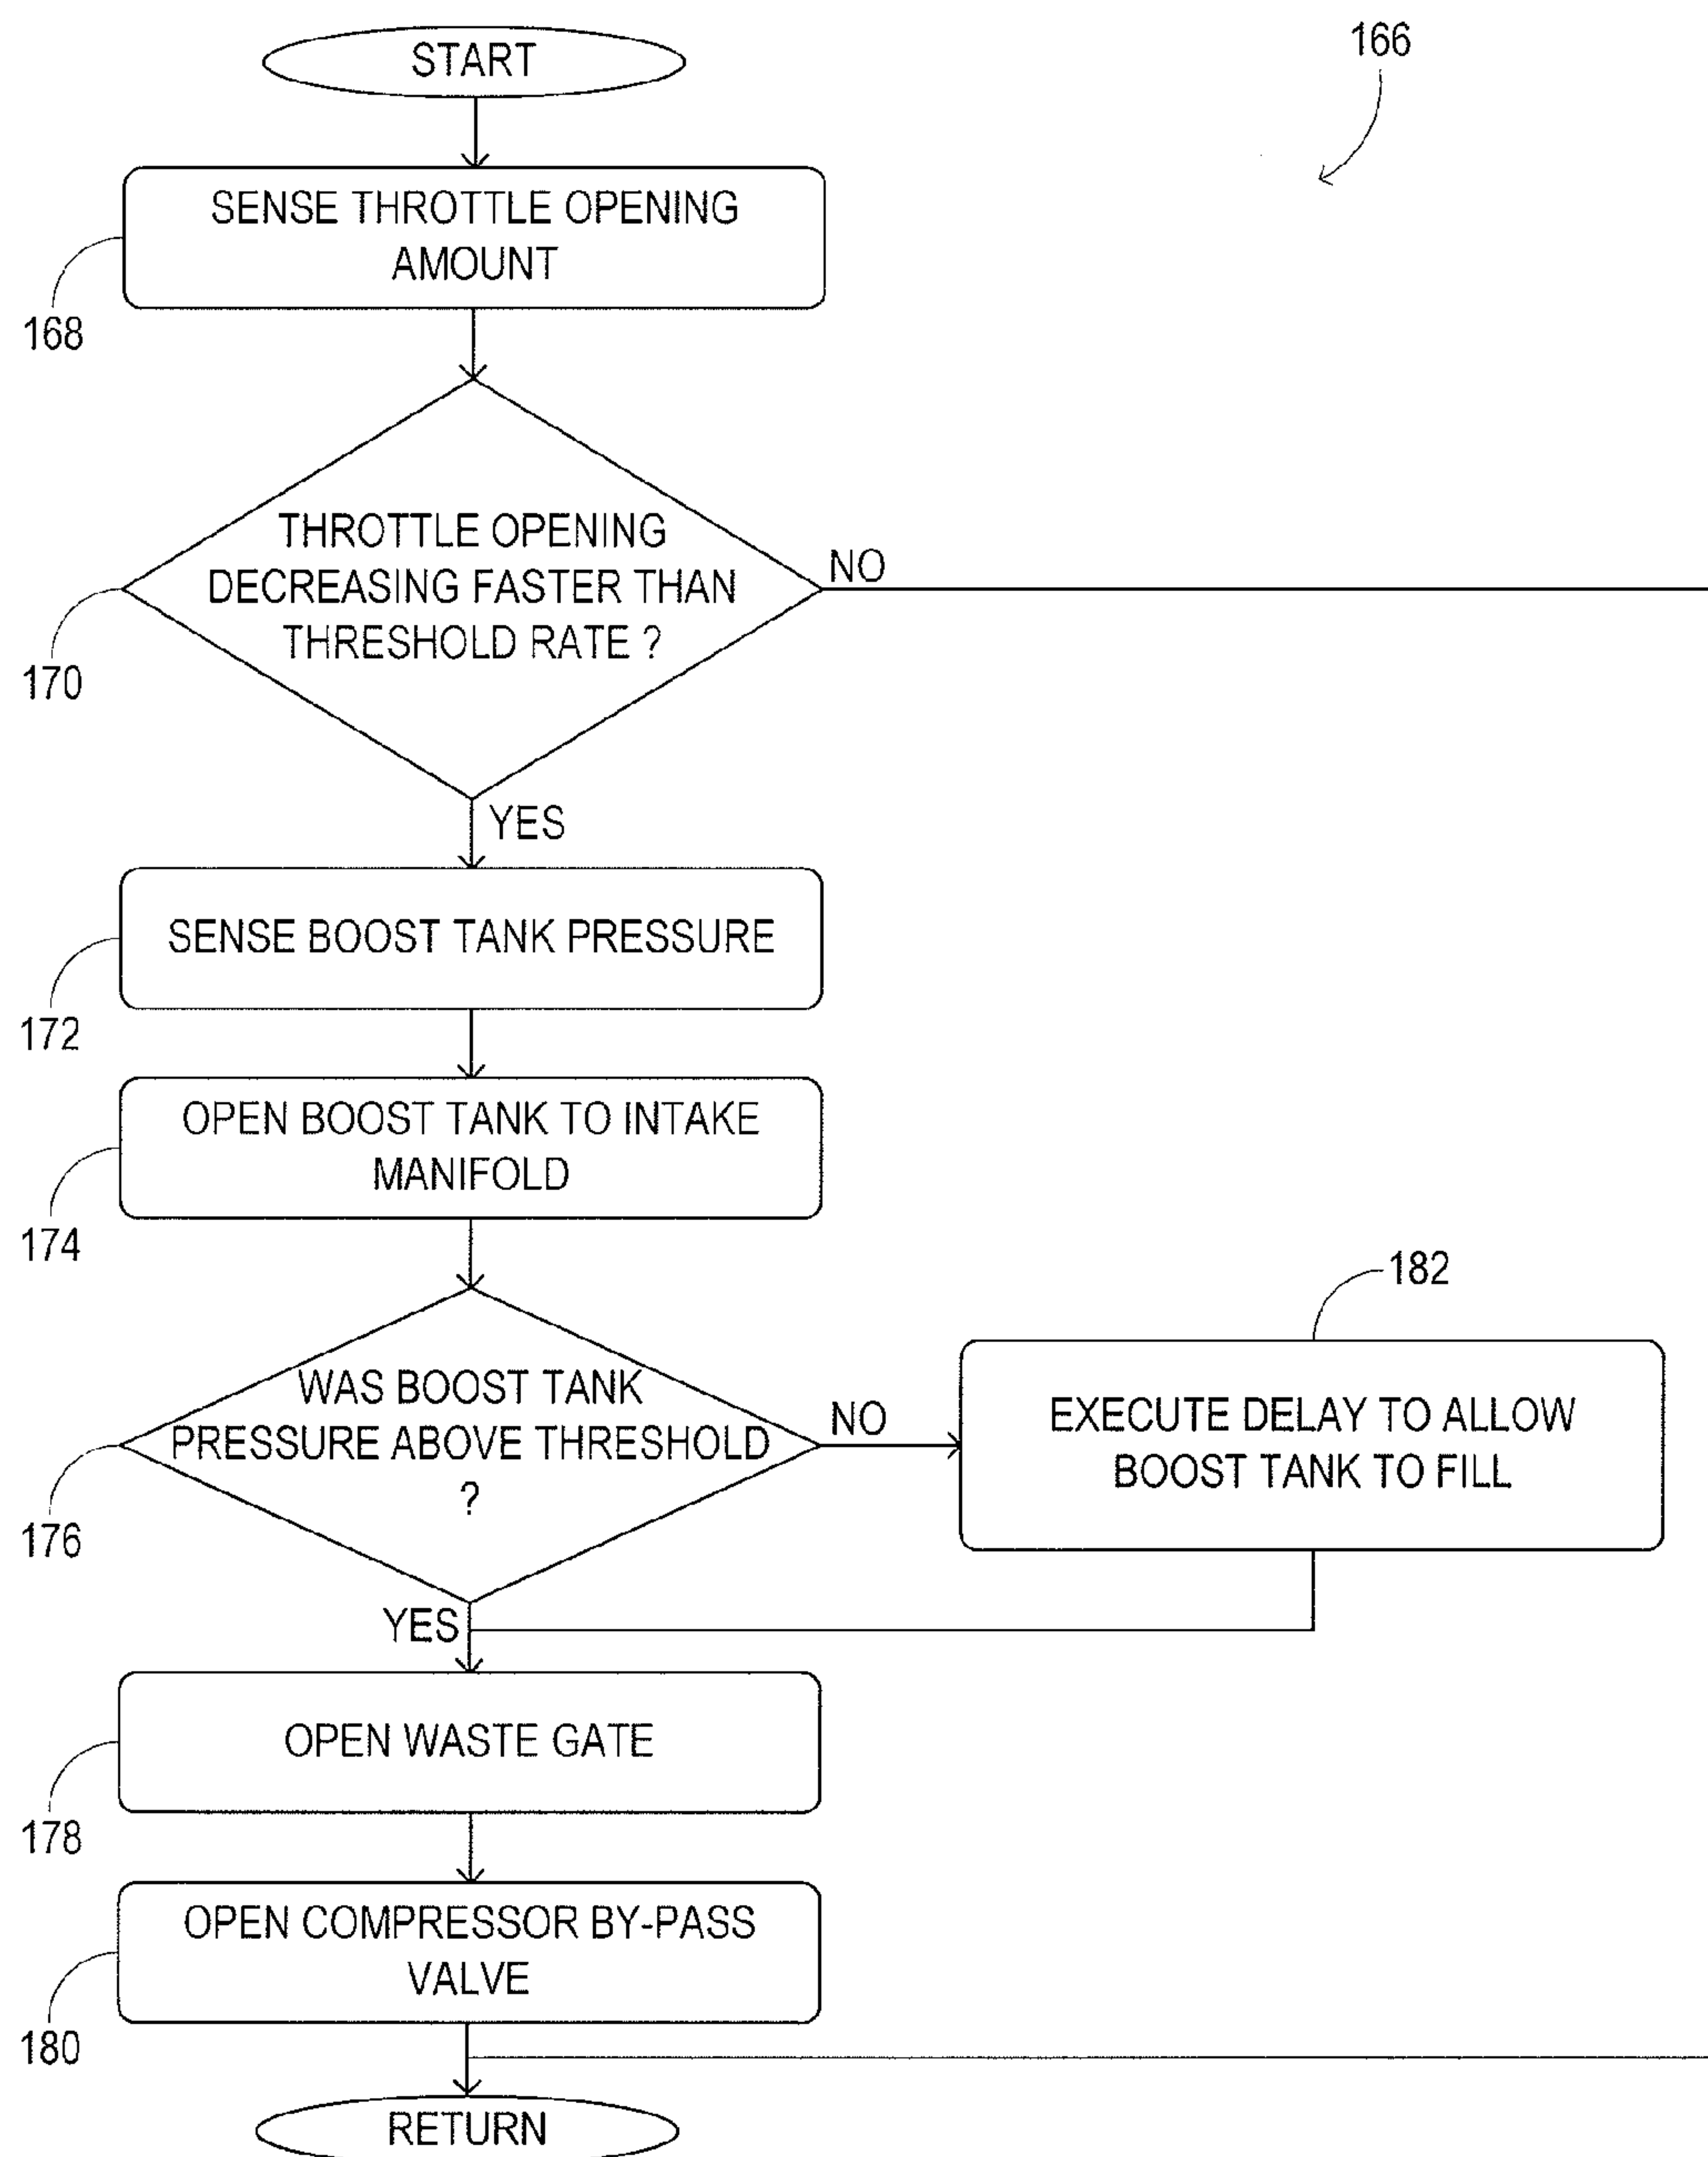 START
166
SENSE THROTTLE OPENING
AMOUNT
168
THROTTLE OPENING
DECREASING FASTER THAN
THRESHOLD RATE ?
NO
170
YES
SENSE BOOST TANK PRESSURE
172
OPEN BOOST TANK TO INTAKE
MANIFOLD
174
182
WAS BOOST TANK
PRESSURE ABOVE THRESHOLD
?
NO
EXECUTE DELAY TO ALLOW
BOOST TANK TO FILL
176
YES
OPEN WASTE GATE
178
OPEN COMPRESSOR BY-PASS
VALVE
180
RETURN